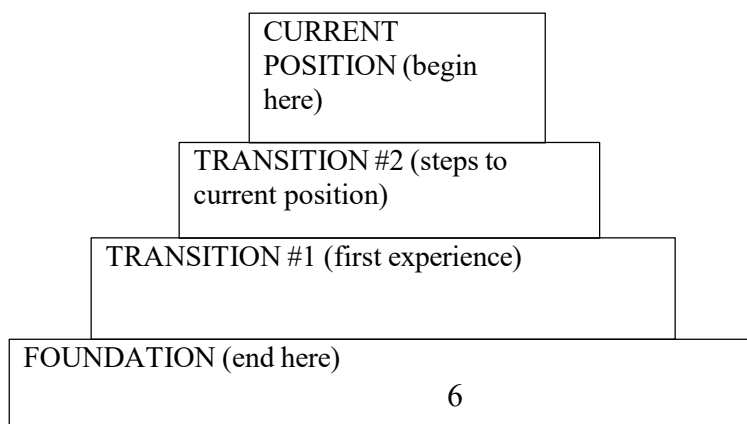 CURRENT
POSITION (begin
here)
TRANSITION #2 (steps to
current position)
TRANSITION #1 (first experience)
FOUNDATION (end here)
6